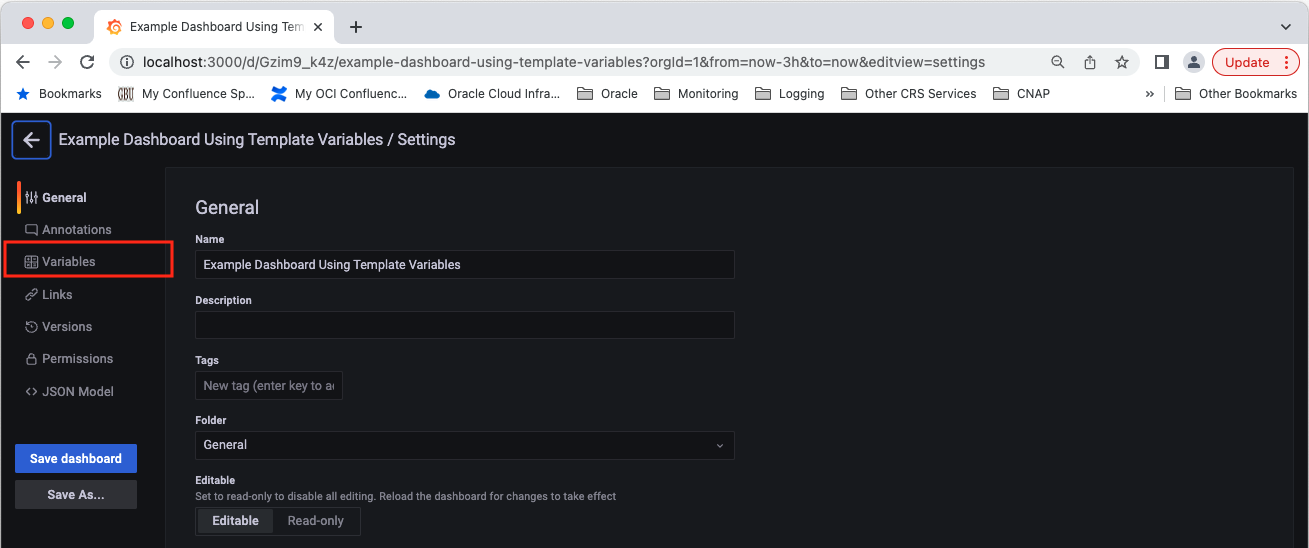 Example Dashboard Using Tem
localhost:3000/d/Gzim9_k4z/example-dashboard-using-template-variables?orgId=1&from=now-3h&to=now&editview=settings
Update
Bookmarks
GBU
My Confluence Sp...
My OCI Confluenc...
Oracle Cloud Infra...
Oracle
Monitoring
Logging
Other CRS Services
CNAP
»
Other Bookmarks
Example Dashboard Using Template Variables / Settings
General
Annotations
Variables
Links
Versions
Permissions
JSON Model
Save dashboard
Save As...
General
Name
Example Dashboard Using Template Variables
Description
Tags
New tag (enter key to ad
Folder
General
Editable
Set to read-only to disable all editing. Reload the dashboard for changes to take effect
Editable
Read-only